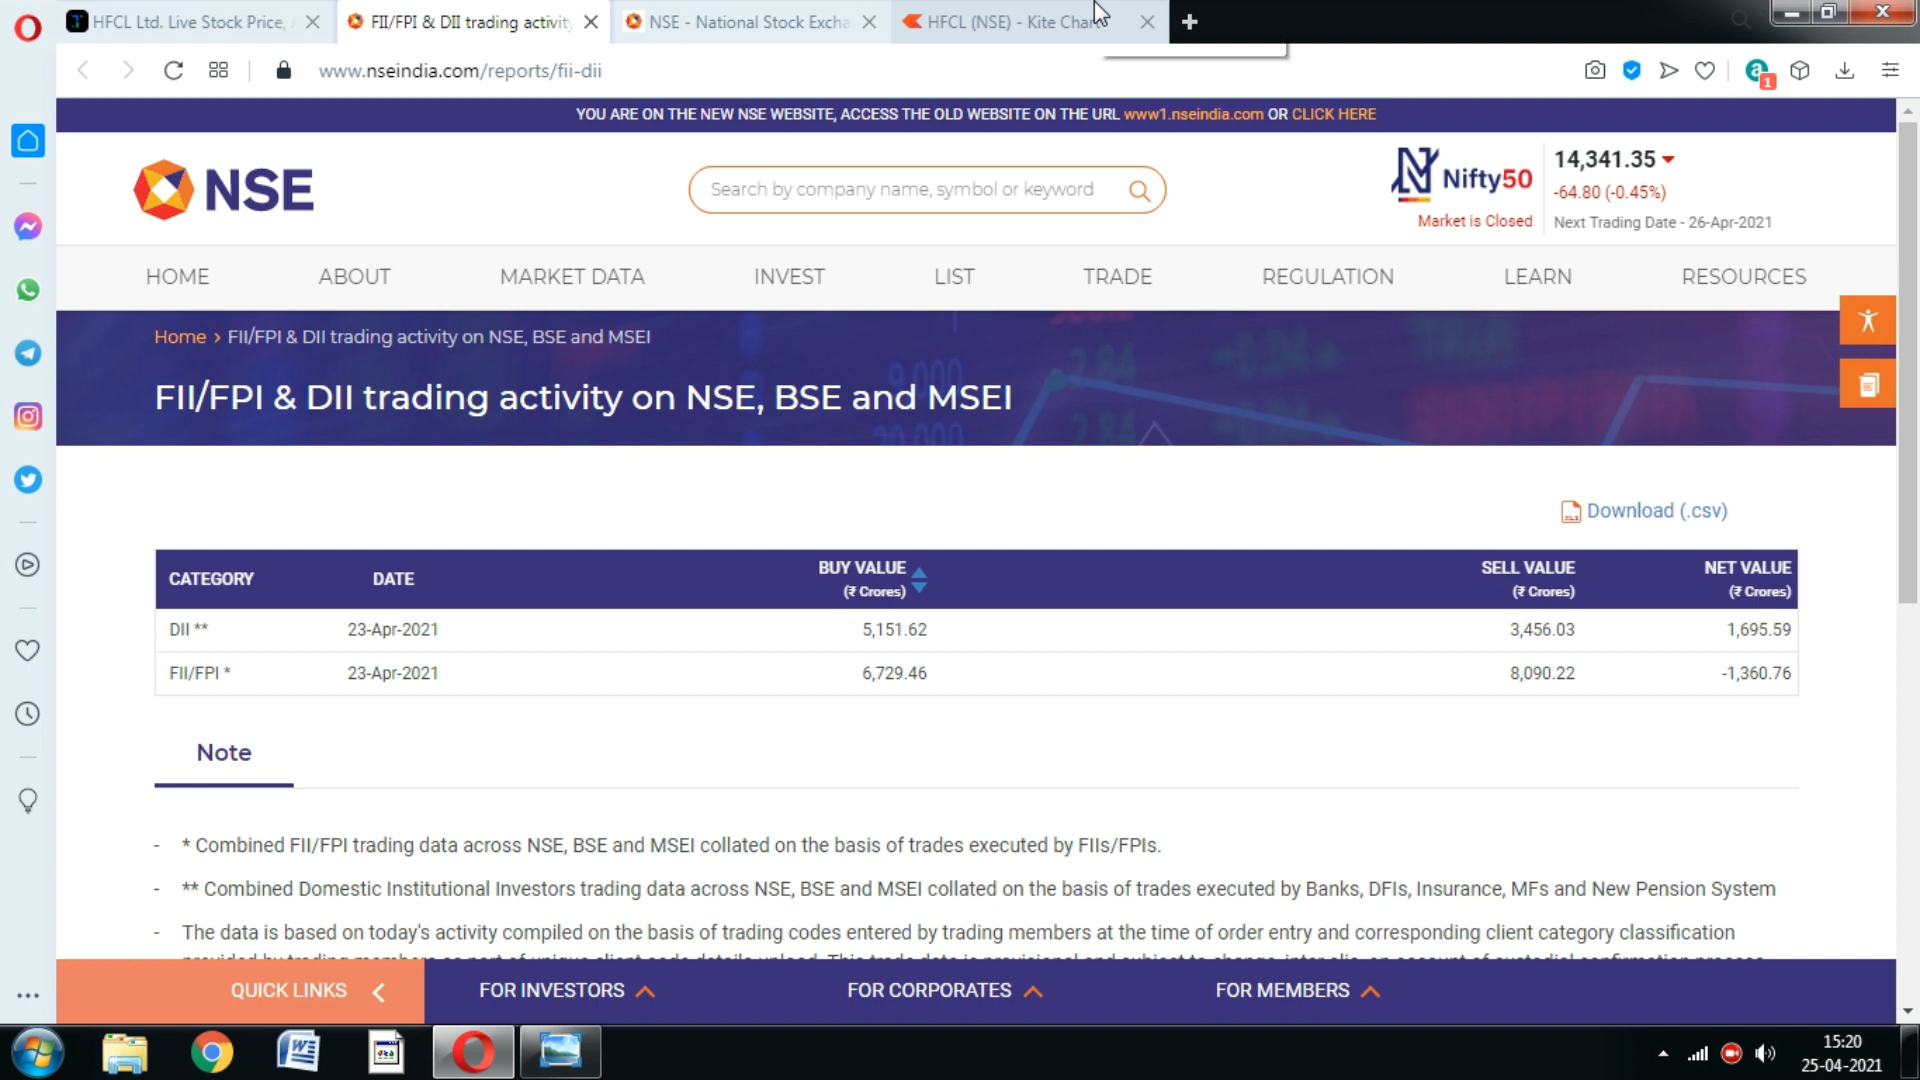 HFCL Ltd. Live Stock Price,
FII/FPI & DII trading activity
NSE - National Stock Excha
HFCL (NSE) - Kite Chart
www.nseindia.com/reports/fii-dii
a 1
YOU ARE ON THE NEW NSE WEBSITE, ACCESS THE OLD WEBSITE ON THE URL www1.nseindia.com OR CLICK HERE
NSE
Search by company name, symbol or keyword
Nifty50
14,341.35
-64.80 (-0.45%)
Market is Closed
Next Trading Date - 26-Apr-2021
HOME ABOUT MARKET DATA INVEST LIST TRADE REGULATION LEARN RESOURCES
Home > FII/FPI & DII trading activity on NSE, BSE and MSEI
FII/FPI & DII trading activity on NSE, BSE and MSEI
Download (.csv)
CATEGORY DATE BUY VALUE (₹ Crores) SELL VALUE (₹ Crores) NET VALUE (₹ Crores)
DII ** 23-Apr-2021 5,151.62 3,456.03 1,695.59
FII/FPI * 23-Apr-2021 6,729.46 8,090.22 -1,360.76
Note
- * Combined FII/FPI trading data across NSE, BSE and MSEI collated on the basis of trades executed by FIIs/FPIs.
- ** Combined Domestic Institutional Investors trading data across NSE, BSE and MSEI collated on the basis of trades executed by Banks, DFIs, Insurance, MFs and New Pension System
- The data is based on today's activity compiled on the basis of trading codes entered by trading members at the time of order entry and corresponding client category classification
QUICK LINKS FOR INVESTORS FOR CORPORATES FOR MEMBERS
15:20
25-04-2021